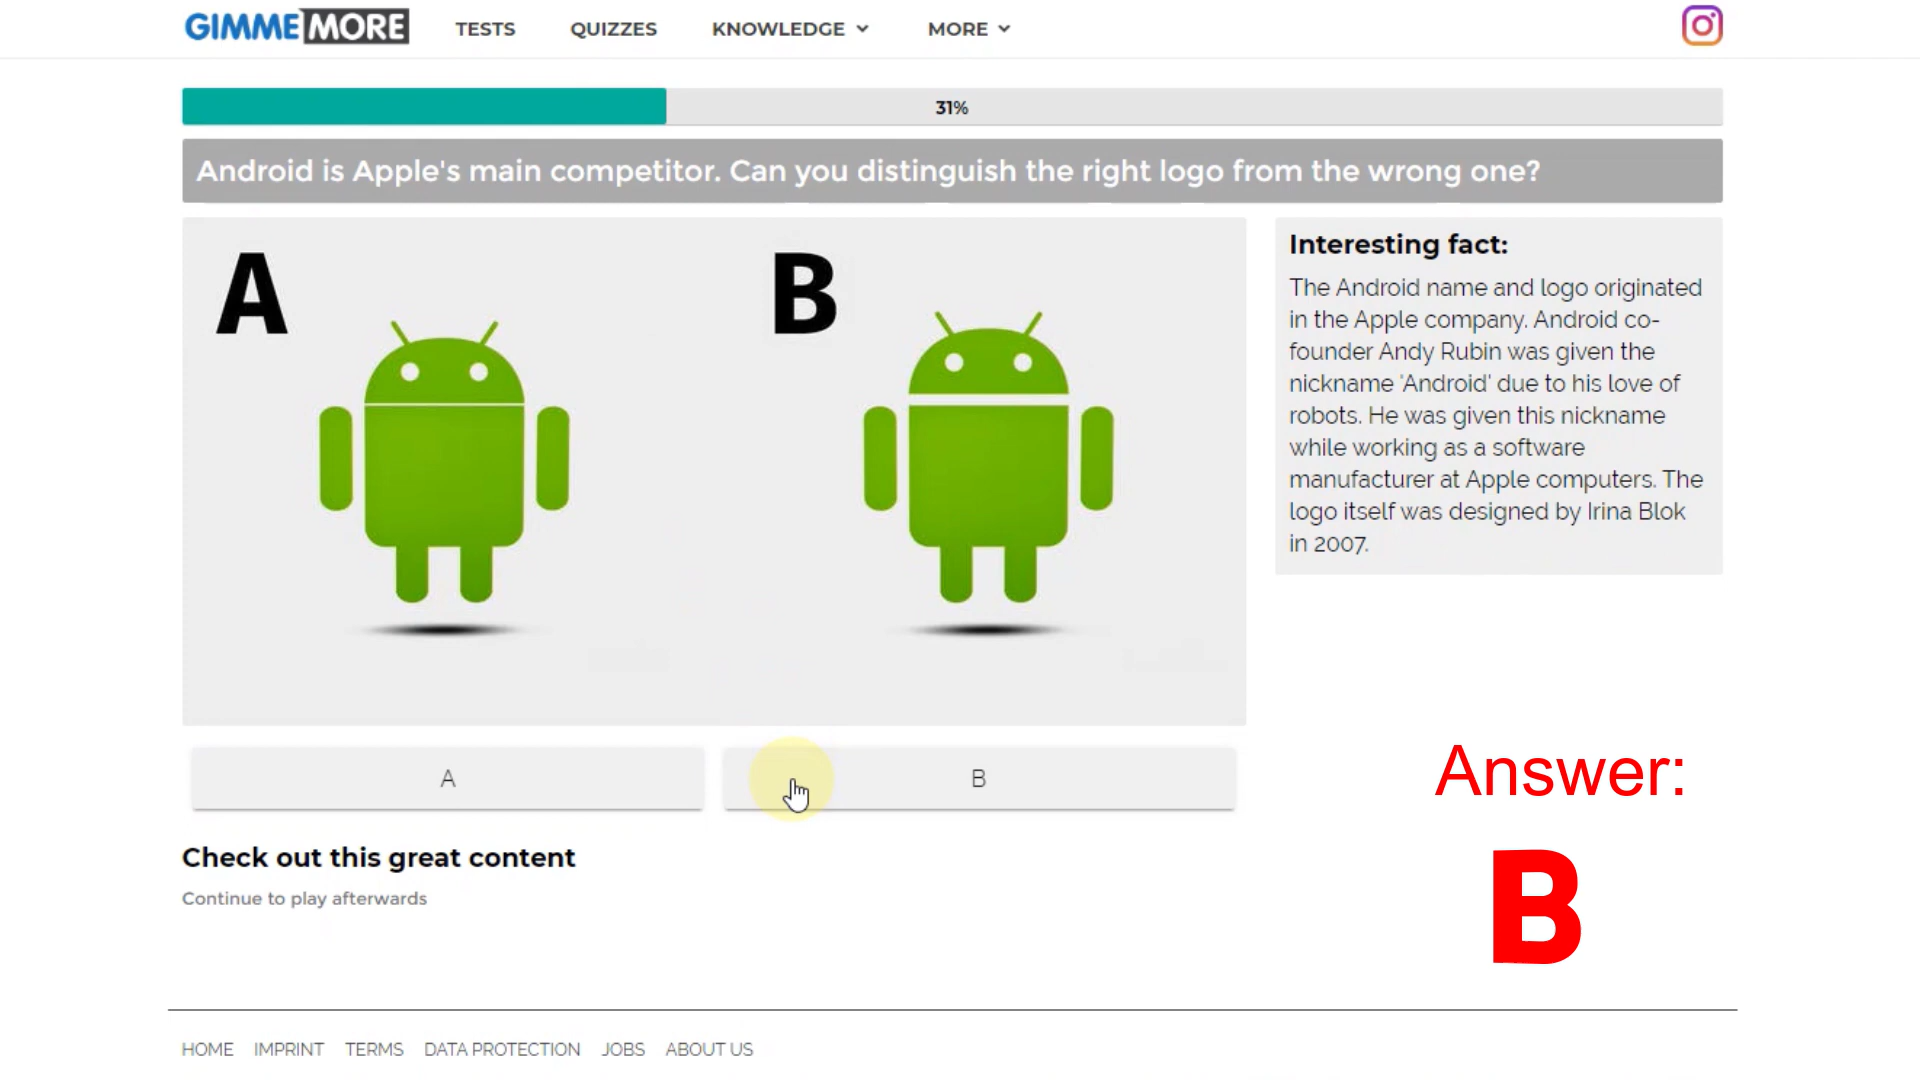 GIMME MORE TESTS QUIZZES KNOWLEDGE MORE
31%
Android is Apple's main competitor. Can you distinguish the right logo from the wrong one?
A B
Interesting fact:
The Android name and logo originated
in the Apple company. Android co-
founder Andy Rubin was given the
nickname 'Android' due to his love of
robots. He was given this nickname
while working as a software
manufacturer at Apple computers. The
logo itself was designed by Irina Blok
in 2007.
A B
Answer:
B
Check out this great content
Continue to play afterwards
HOME IMPRINT TERMS DATA PROTECTION JOBS ABOUT US